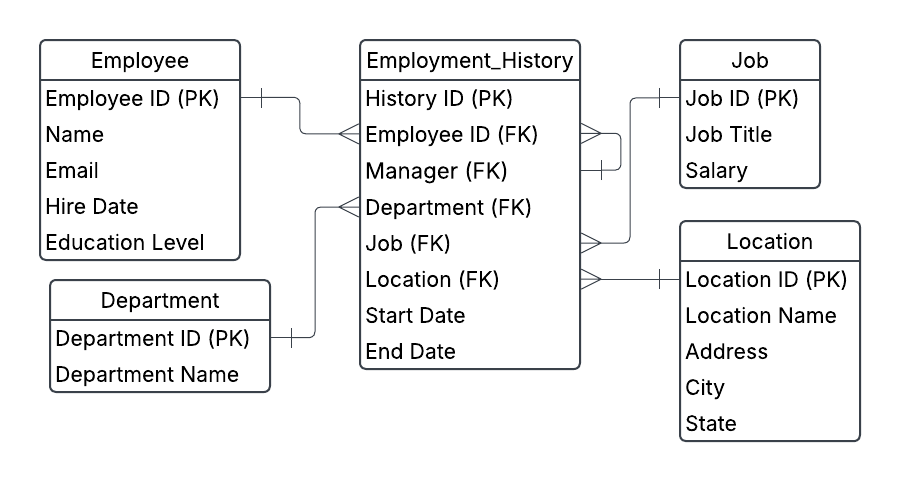 Employee
Employee ID (PK)
Name
Email
Hire Date
Education Level
Department
Department ID (PK)
Department Name
Employment_History
History ID (PK)
Employee ID (FK)
Manager (FK)
Department (FK)
Job (FK)
Location (FK)
Start Date
End Date
Job
Job ID (PK)
Job Title
Salary
Location
Location ID (PK)
Location Name
Address
City
State